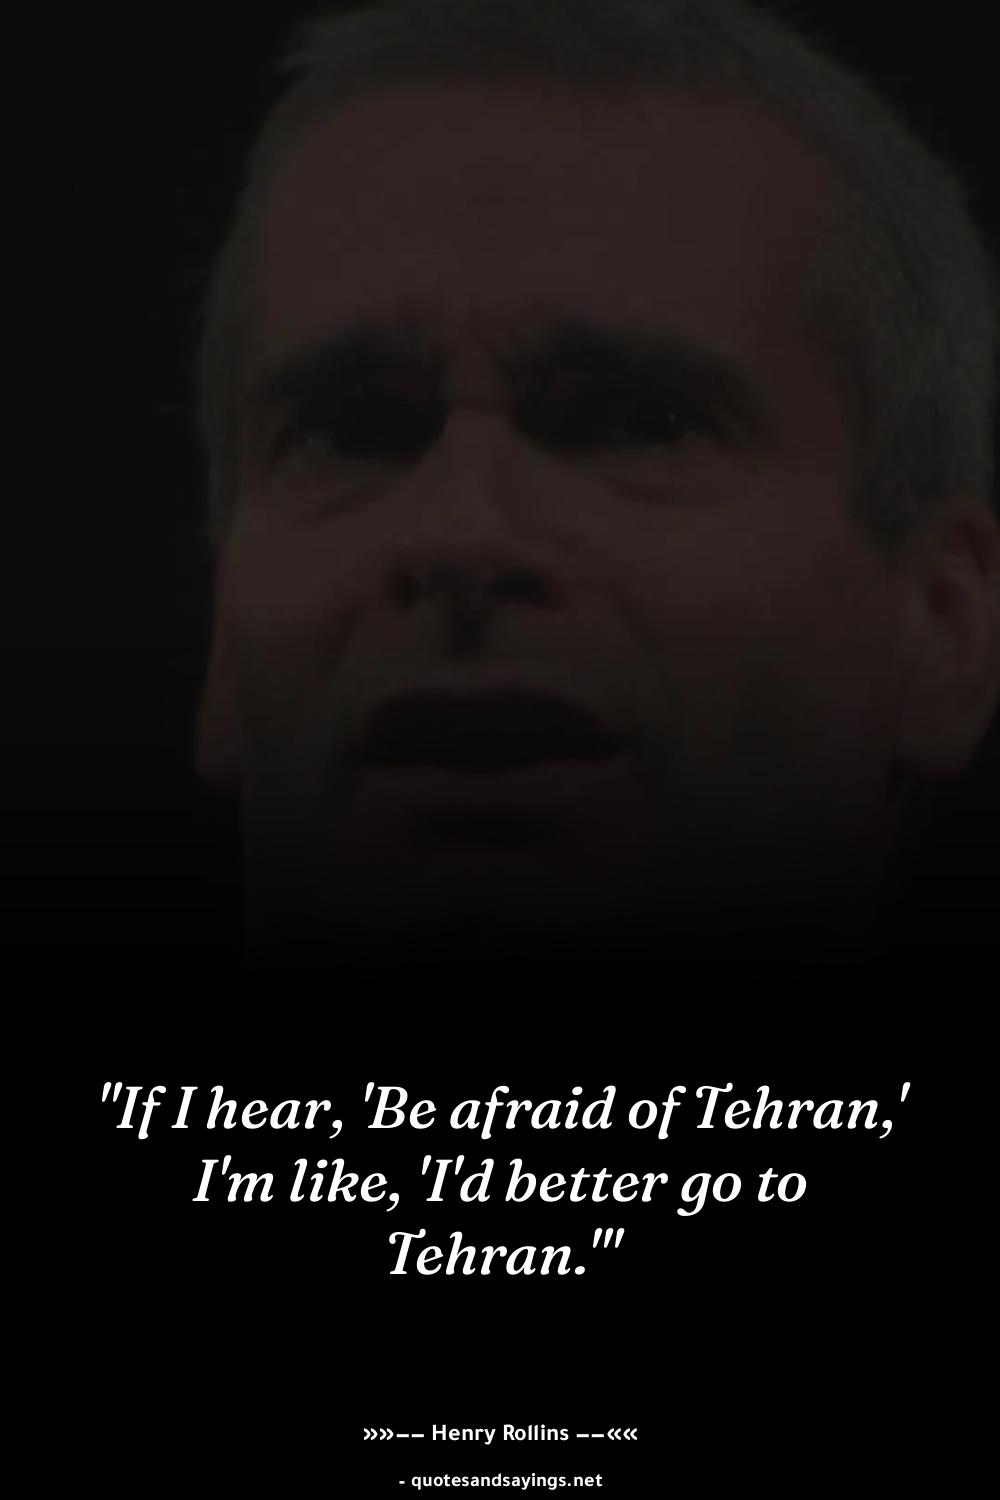 "If I hear, 'Be afraid of Tehran,'
I'm like, 'I'd better go to
Tehran.'"
»»−− Henry Rollins −−««
- quotesandsayings.net